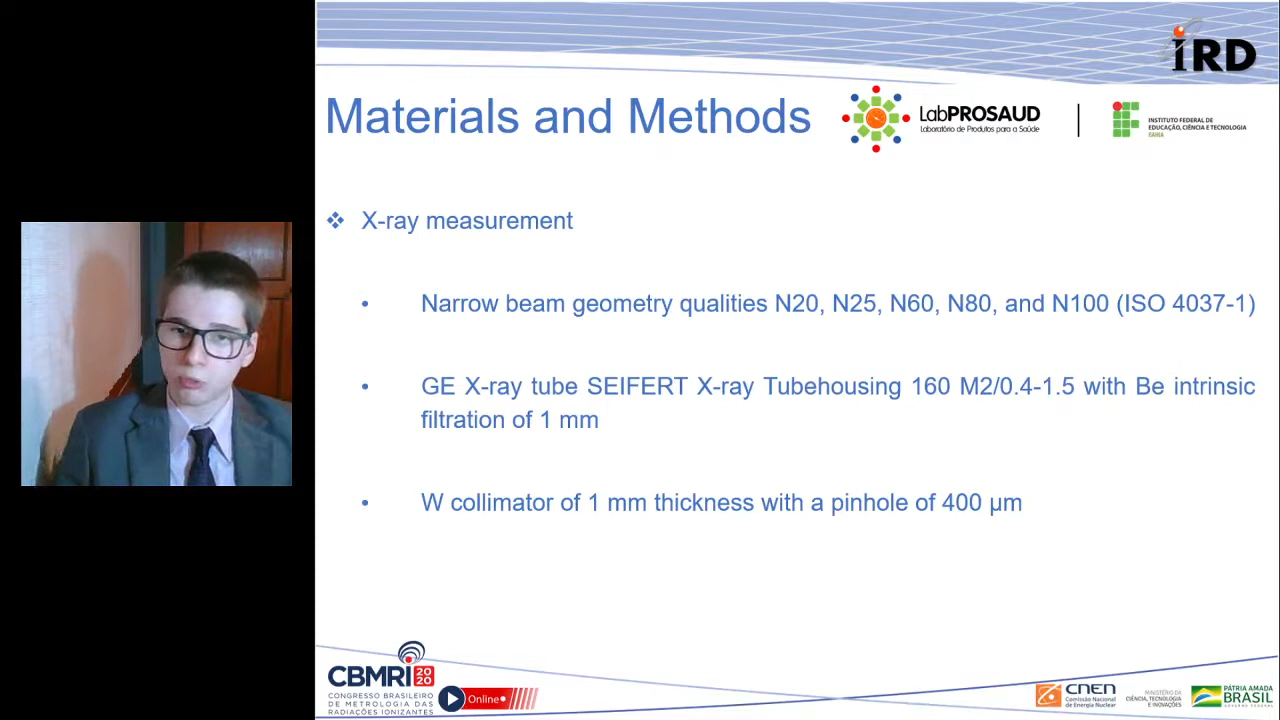 iRD
Materials and Methods
LabPROSAUD
Laboratório de Produtos para a Saúde
INSTITUTO FEDERAL DE
EDUCAÇÃO, CIÊNCIA E TECNOLOGIA
BAHIA
X-ray measurement
• Narrow beam geometry qualities N20, N25, N60, N80, and N100 (ISO 4037-1)
• GE X-ray tube SEIFERT X-ray Tubehousing 160 M2/0.4-1.5 with Be intrinsic
filtration of 1 mm
• W collimator of 1 mm thickness with a pinhole of 400 µm
CBMRI 2020
CONGRESSO BRASILEIRO
DE METROLOGIA DAS
RADIAÇÕES IONIZANTES
Online
CNEN
Comissão Nacional
de Energia Nuclear
MINISTÉRIO DA
CIÊNCIA, TECNOLOGIA
E INOVAÇÕES
PÁTRIA AMADA
BRASIL
GOVERNO FEDERAL